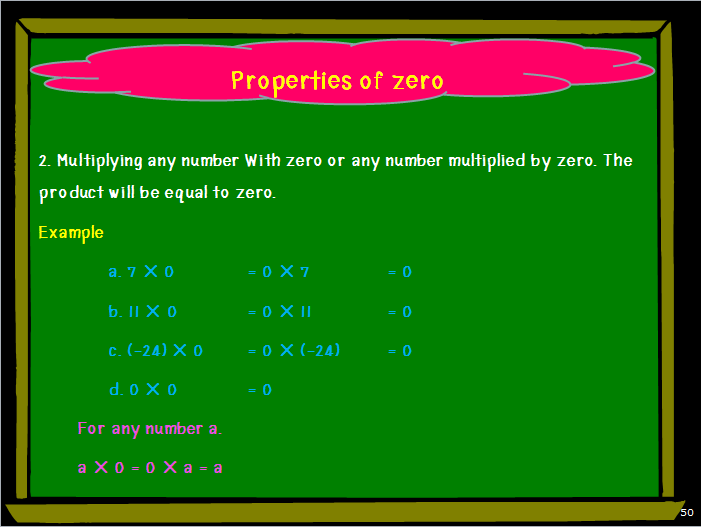 Properties of zero
2. Multiplying any number With zero or any number multiplied by zero. The
product will be equal to zero.
Example
a. 7 × 0 = 0 × 7 = 0
b. 11 × 0 = 0 × 11 = 0
c. (-24) × 0 = 0 × (-24) = 0
d. 0 × 0 = 0
For any number a.
a × 0 = 0 × a = a
50